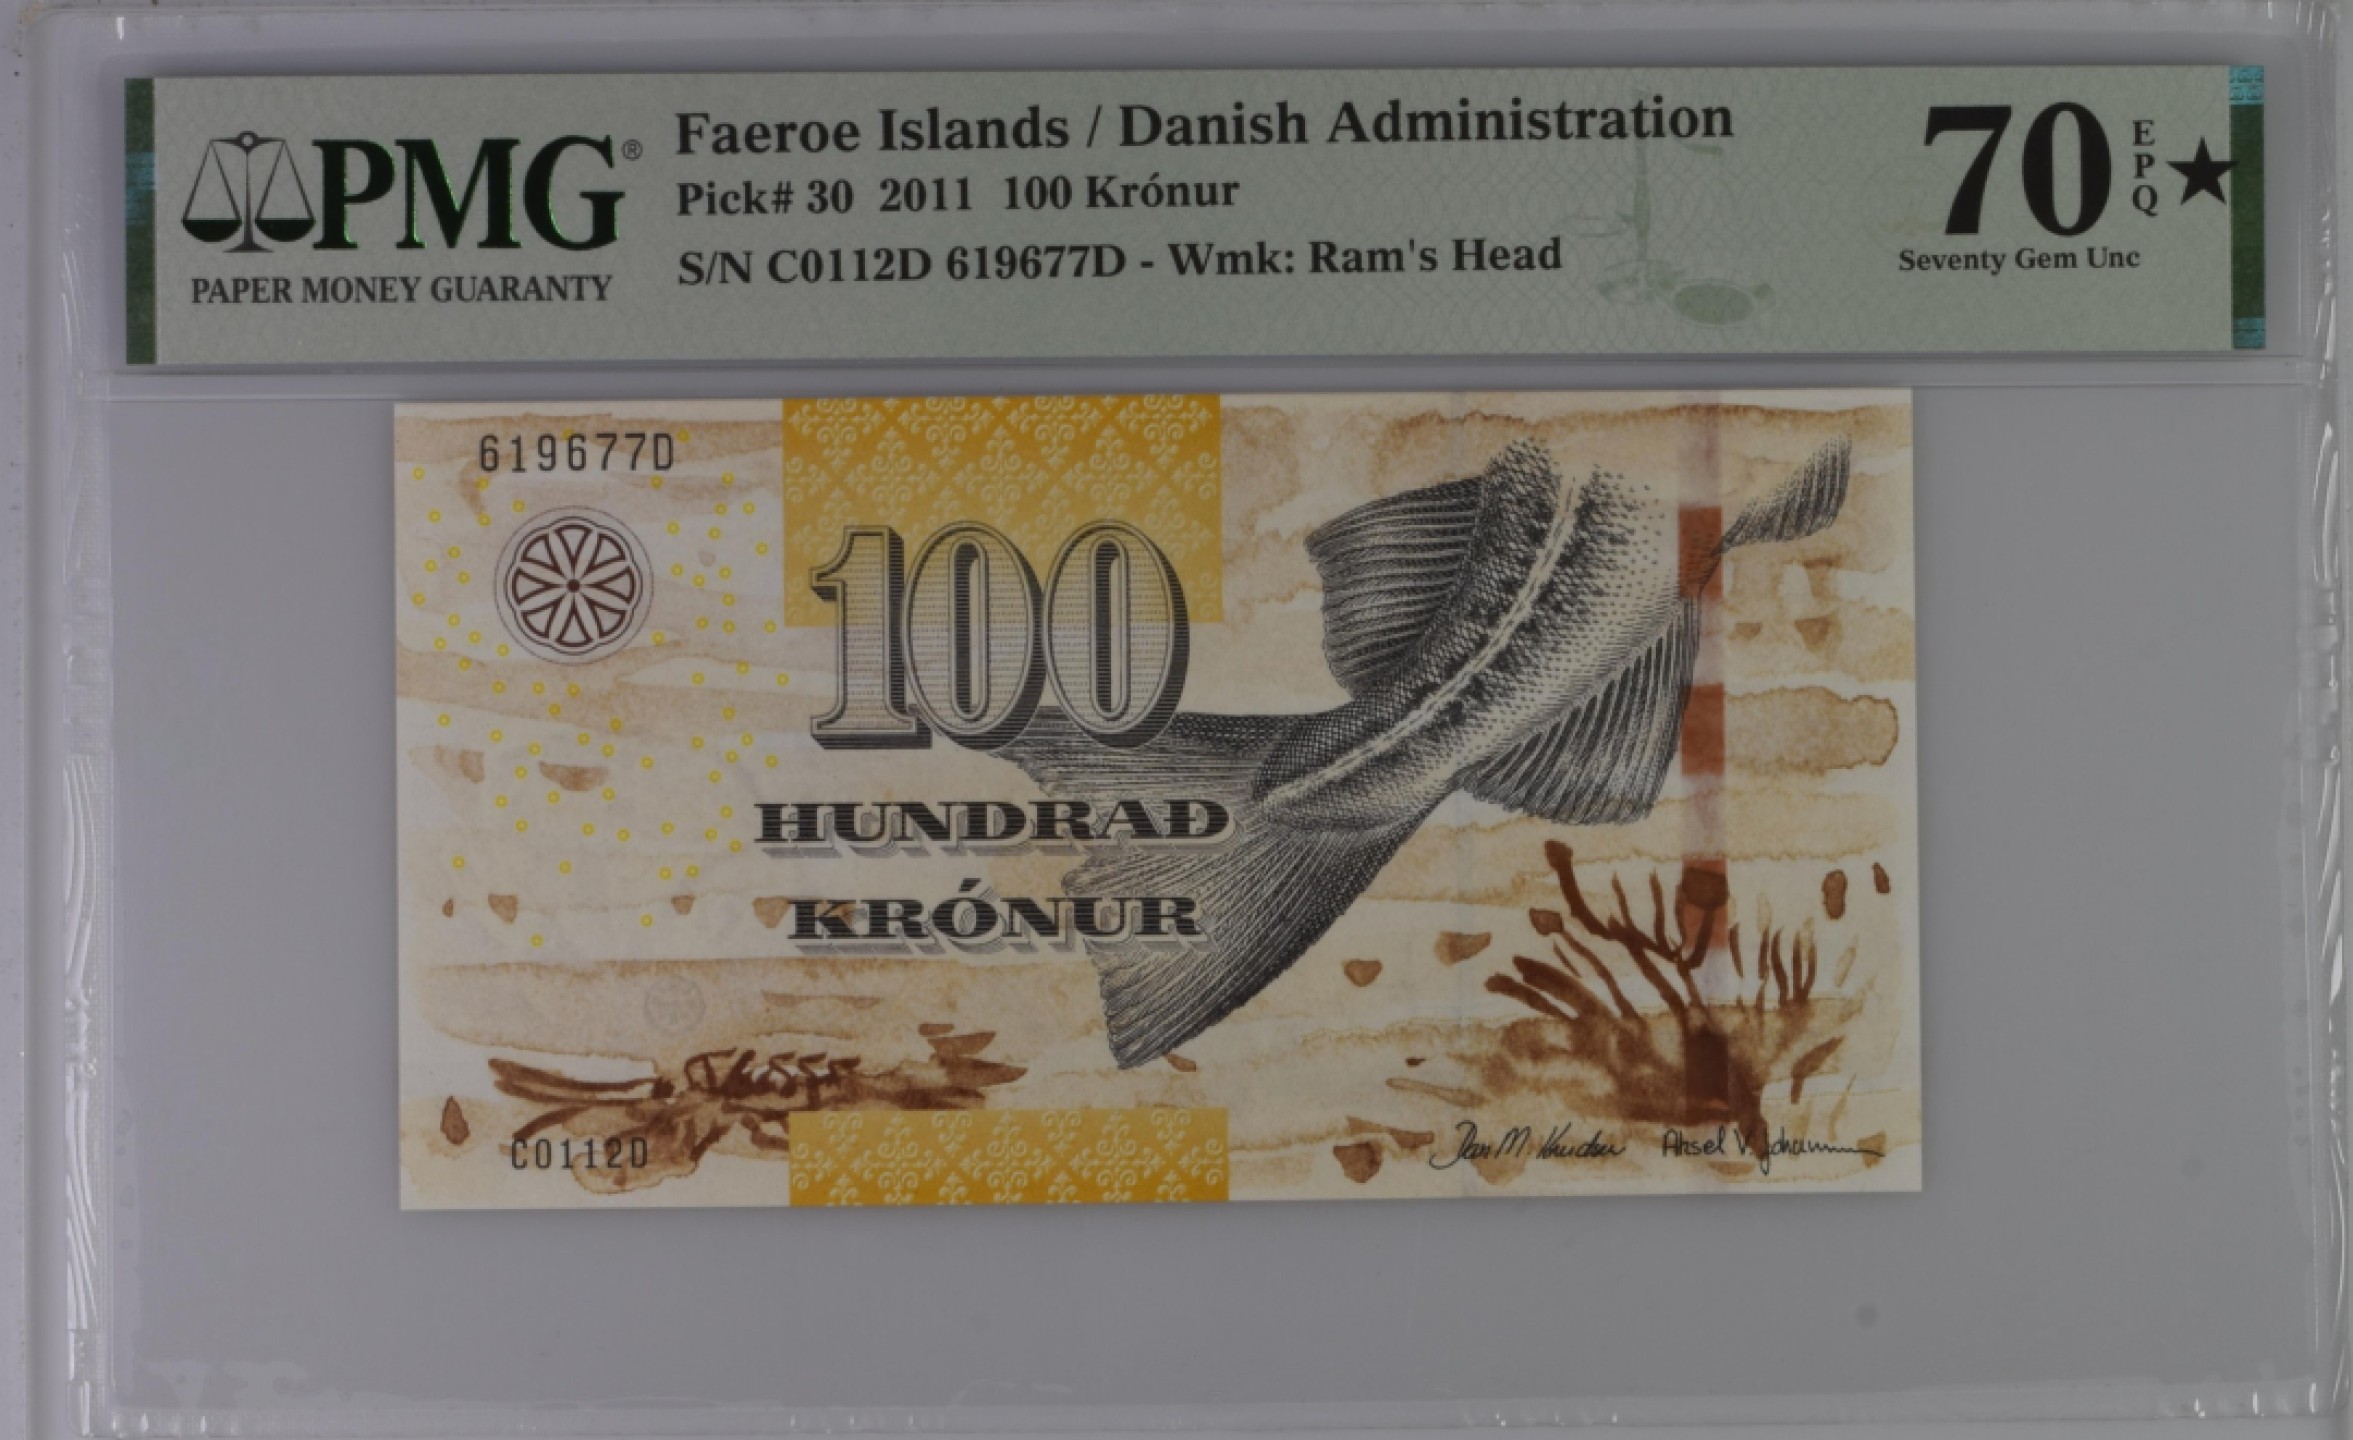 PMG®
PAPER MONEY GUARANTY
Faeroe Islands / Danish Administration
Pick# 30 2011 100 Krónur
S/N C0112D 619677D - Wmk: Ram's Head
70 EPQ ★
Seventy Gem Unc
619677D
100
HUNDRAÐ
KRÓNUR
C0112D